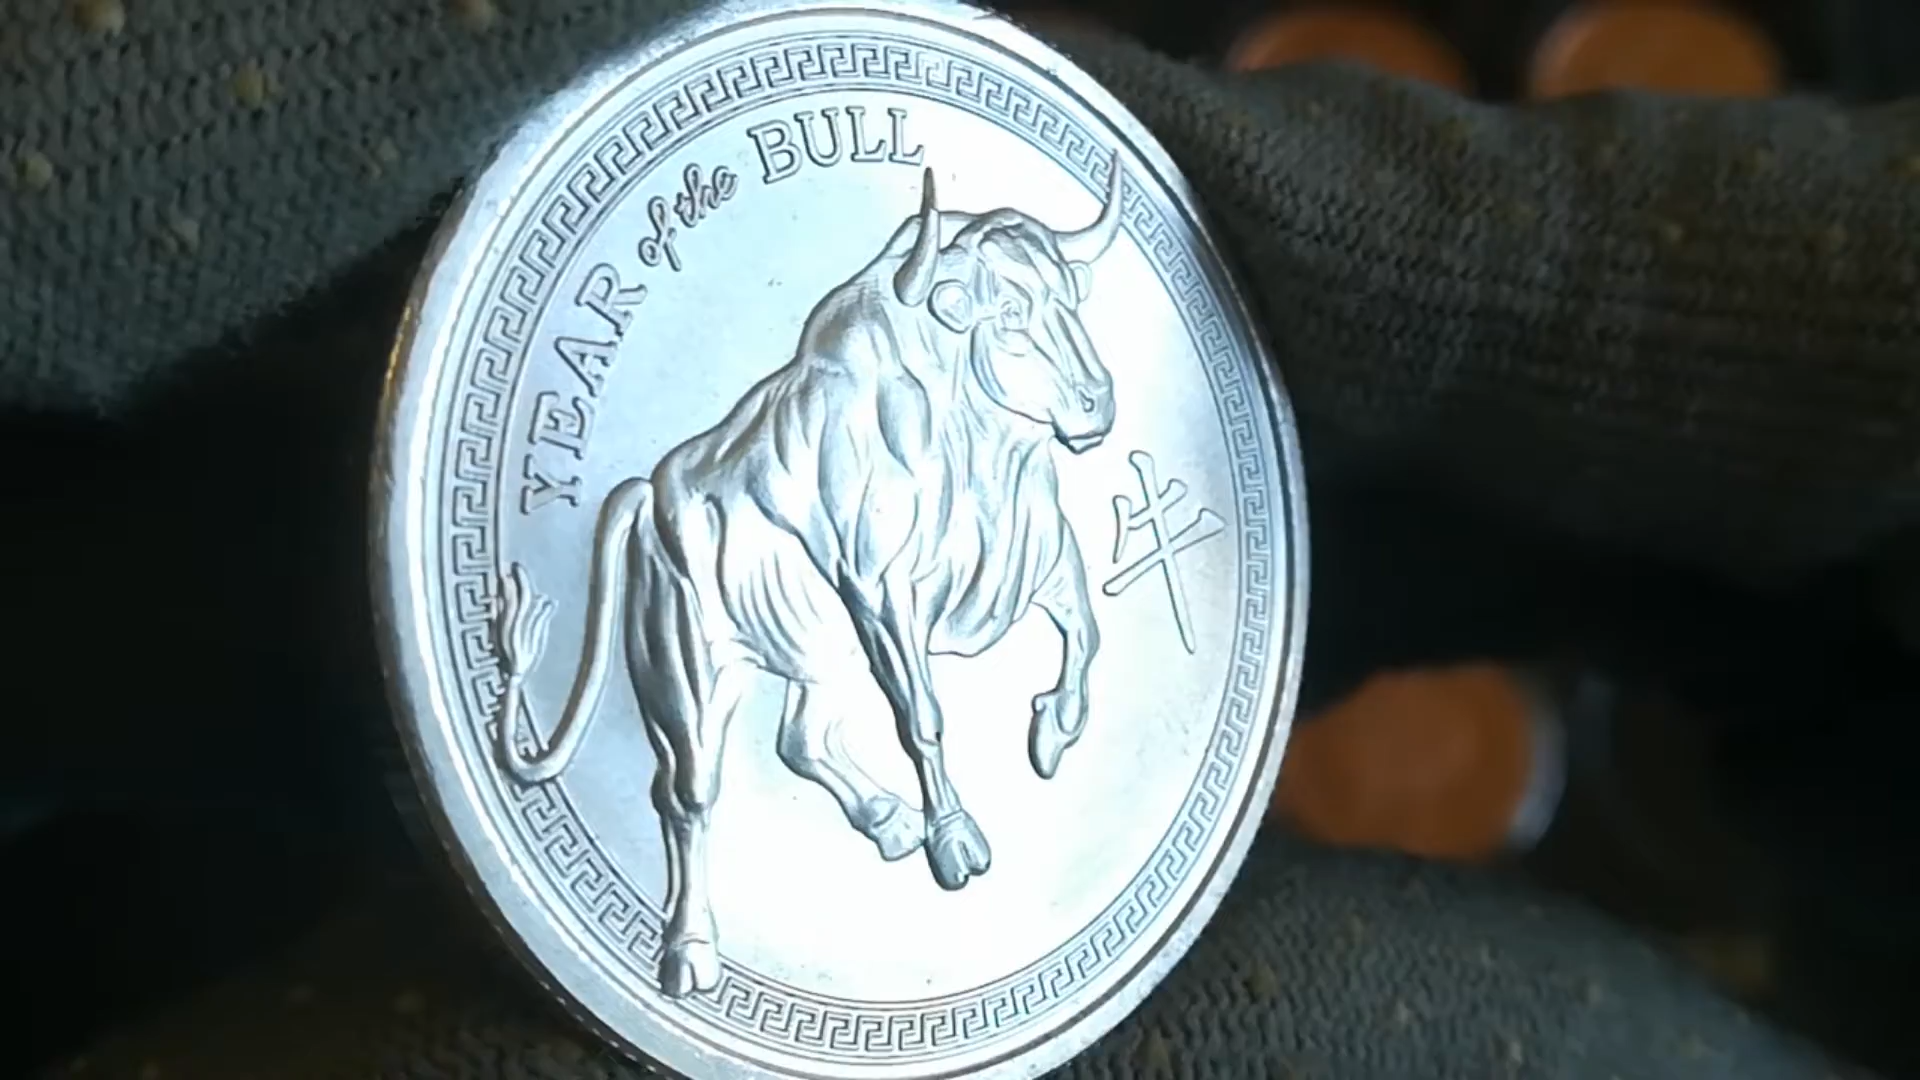 YEAR of the BULL
牛